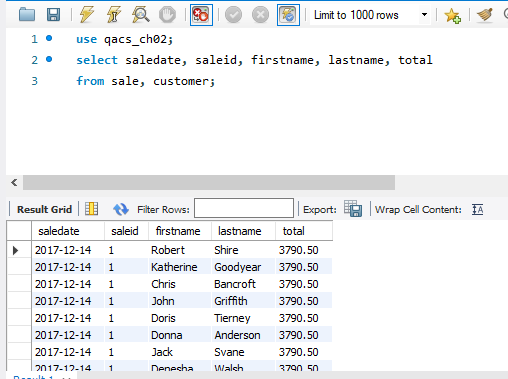 Limit to 1000 rows
1 use qacs_ch02;
2 select saledate, saleid, firstname, lastname, total
3 from sale, customer;
Result Grid Filter Rows: Export: Wrap Cell Content:
saledate saleid firstname lastname total
2017-12-14 1 Robert Shire 3790.50
2017-12-14 1 Katherine Goodyear 3790.50
2017-12-14 1 Chris Bancroft 3790.50
2017-12-14 1 John Griffith 3790.50
2017-12-14 1 Doris Tierney 3790.50
2017-12-14 1 Donna Anderson 3790.50
2017-12-14 1 Jack Svane 3790.50
2017-12-14 1 Denesha Walsh 3790.50
Result 1